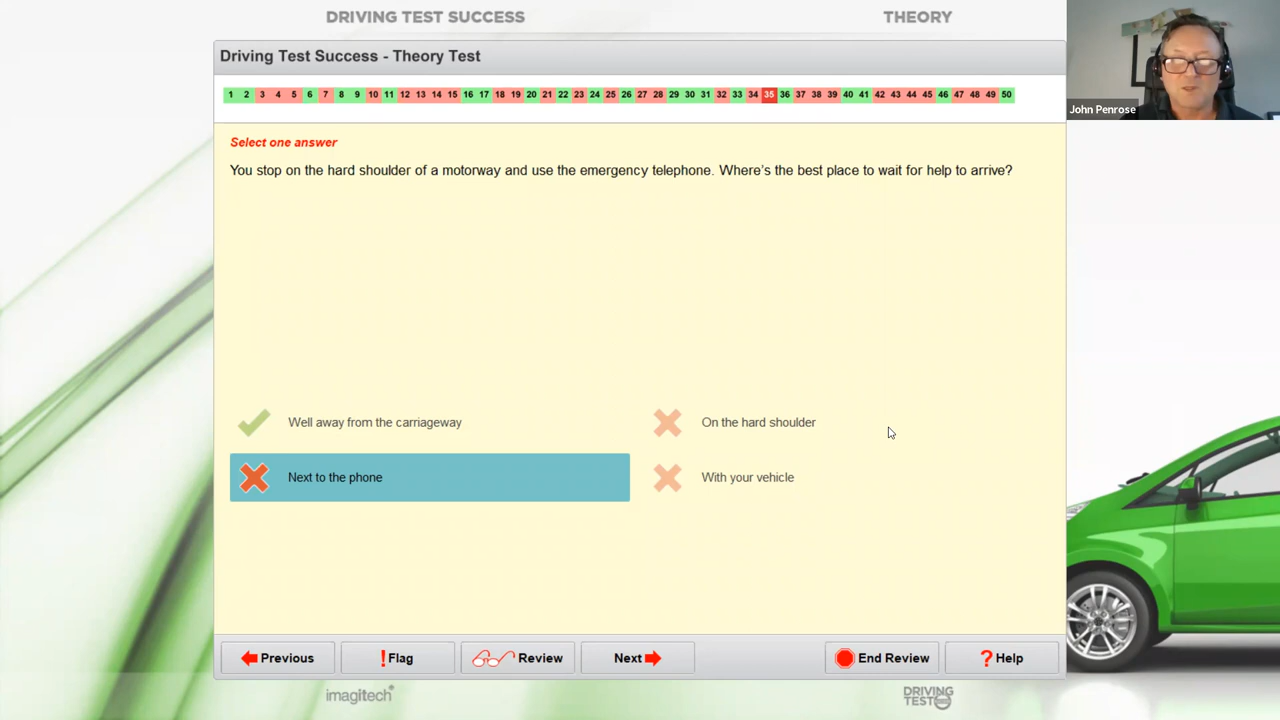 DRIVING TEST SUCCESS THEORY
Driving Test Success - Theory Test
1 2 3 4 5 6 7 8 9 10 11 12 13 14 15 16 17 18 19 20 21 22 23 24 25 26 27 28 29 30 31 32 33 34 35 36 37 38 39 40 41 42 43 44 45 46 47 48 49 50
John Penrose
Select one answer
You stop on the hard shoulder of a motorway and use the emergency telephone. Where's the best place to wait for help to arrive?
Well away from the carriageway
On the hard shoulder
Next to the phone
With your vehicle
Previous
!Flag
Review
Next
End Review
?Help
imagitech
DRIVING
TEST